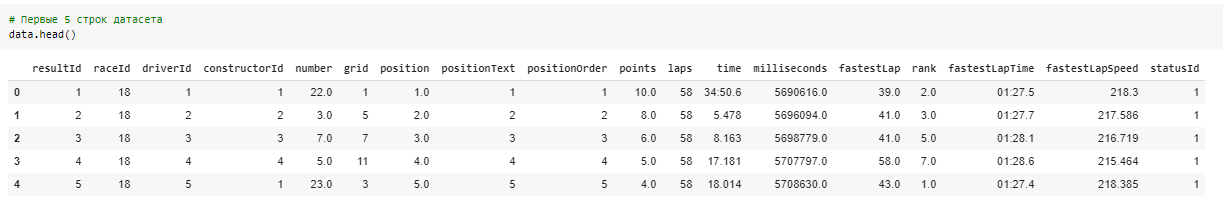 # Первые 5 строк датасета
data.head()
resultId raceId driverId constructorId number grid position positionText positionOrder points laps time milliseconds fastestLap rank fastestLapTime fastestLapSpeed statusId
0 1 18 1 1 22.0 1 1.0 1 1 10.0 58 34:50.6 5690616.0 39.0 2.0 01:27.5 218.3 1
1 2 18 2 2 3.0 5 2.0 2 2 8.0 58 5.478 5696094.0 41.0 3.0 01:27.7 217.586 1
2 3 18 3 3 7.0 7 3.0 3 3 6.0 58 8.163 5698779.0 41.0 5.0 01:28.1 216.719 1
3 4 18 4 4 5.0 11 4.0 4 4 5.0 58 17.181 5707797.0 58.0 7.0 01:28.6 215.464 1
4 5 18 5 1 23.0 3 5.0 5 5 4.0 58 18.014 5708630.0 43.0 1.0 01:27.4 218.385 1